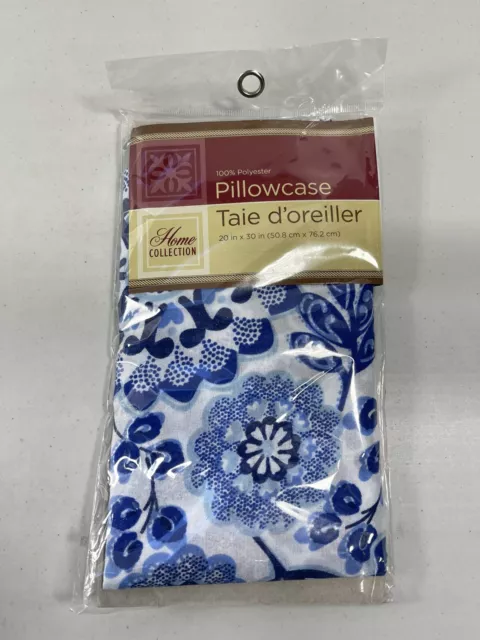 100% Polyester
Pillowcase
Taie d'oreiller
20 in x 30 in (50.8 cm x 76.2 cm)
Home
COLLECTION